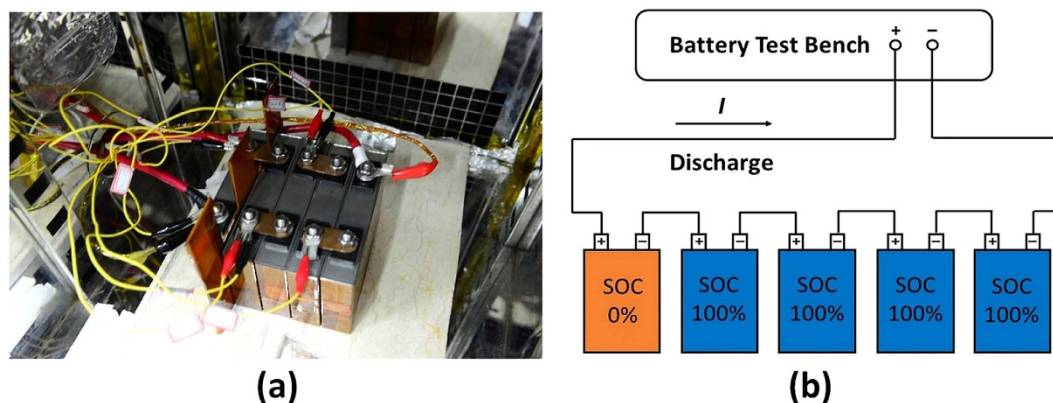 (a)
Battery Test Bench
+ −
I
Discharge
+ − + − + − + − + −
SOC SOC SOC SOC SOC
0% 100% 100% 100% 100%
(b)